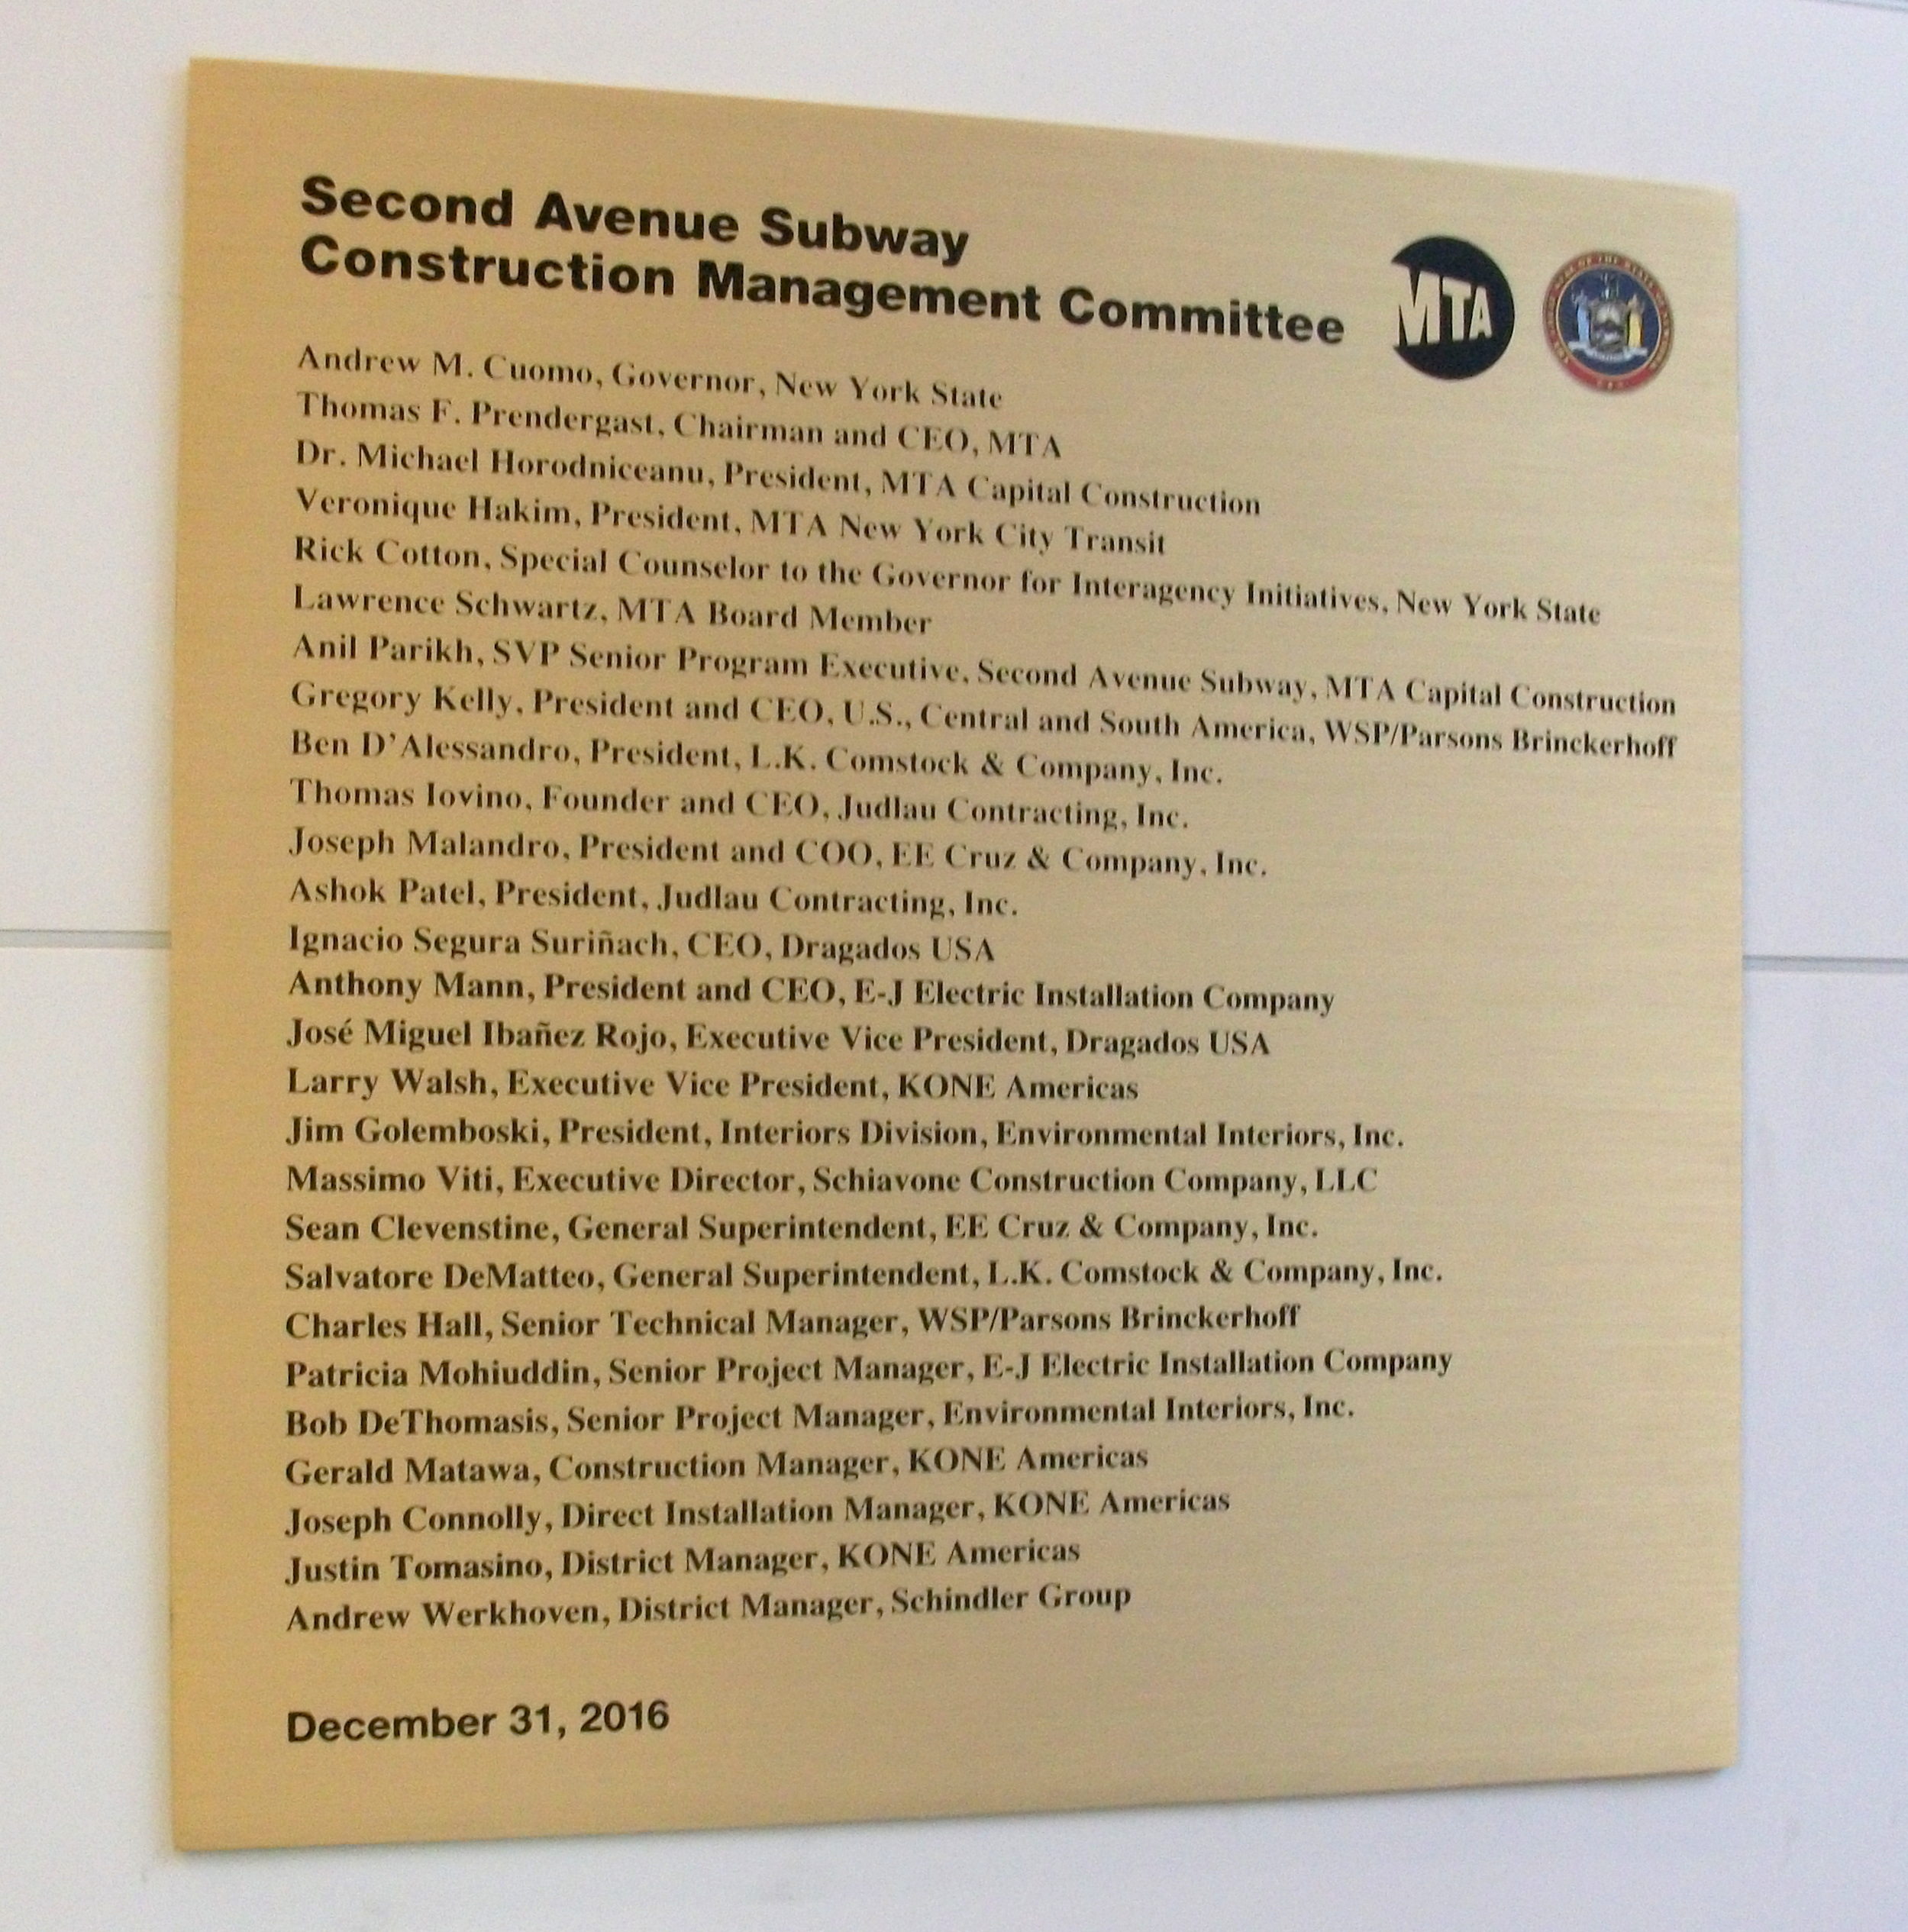 Second Avenue Subway
Construction Management Committee
MTA
Andrew M. Cuomo, Governor, New York State
Thomas F. Prendergast, Chairman and CEO, MTA
Dr. Michael Horodniceanu, President, MTA Capital Construction
Veronique Hakim, President, MTA New York City Transit
Rick Cotton, Special Counselor to the Governor for Interagency Initiatives, New York State
Lawrence Schwartz, MTA Board Member
Anil Parikh, SVP Senior Program Executive, Second Avenue Subway, MTA Capital Construction
Gregory Kelly, President and CEO, U.S., Central and South America, WSP/Parsons Brinckerhoff
Ben D’Alessandro, President, L.K. Comstock & Company, Inc.
Thomas Iovino, Founder and CEO, Judlau Contracting, Inc.
Joseph Malandro, President and COO, EE Cruz & Company, Inc.
Ashok Patel, President, Judlau Contracting, Inc.
Ignacio Segura Suriñach, CEO, Dragados USA
Anthony Mann, President and CEO, E-J Electric Installation Company
José Miguel Ibañez Rojo, Executive Vice President, Dragados USA
Larry Walsh, Executive Vice President, KONE Americas
Jim Golemboski, President, Interiors Division, Environmental Interiors, Inc.
Massimo Viti, Executive Director, Schiavone Construction Company, LLC
Sean Clevenstine, General Superintendent, EE Cruz & Company, Inc.
Salvatore DeMatteo, General Superintendent, L.K. Comstock & Company, Inc.
Charles Hall, Senior Technical Manager, WSP/Parsons Brinckerhoff
Patricia Mohiuddin, Senior Project Manager, E-J Electric Installation Company
Bob DeThomasis, Senior Project Manager, Environmental Interiors, Inc.
Gerald Matawa, Construction Manager, KONE Americas
Joseph Connolly, Direct Installation Manager, KONE Americas
Justin Tomasino, District Manager, KONE Americas
Andrew Werkhoven, District Manager, Schindler Group
December 31, 2016